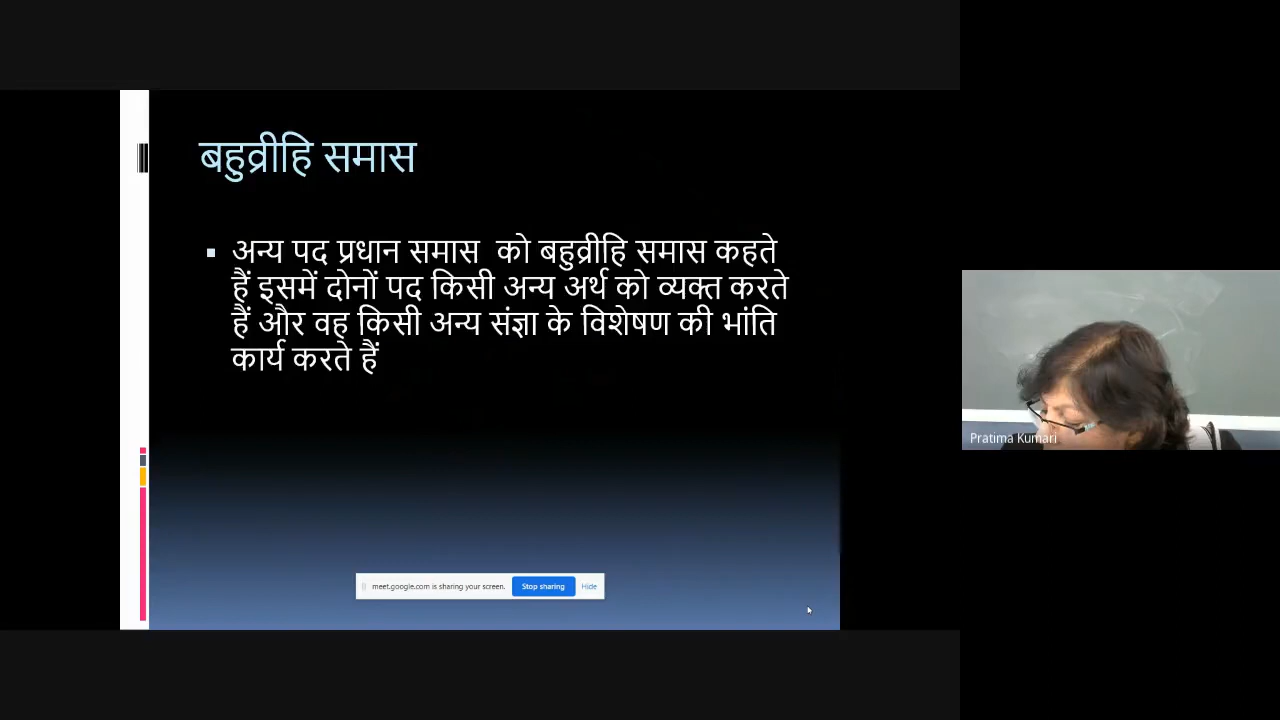 बहुव्रीहि समास
अन्य पद प्रधान समास को बहुव्रीहि समास कहते
हैं इसमें दोनों पद किसी अन्य अर्थ को व्यक्त करते
हैं और वह किसी अन्य संज्ञा के विशेषण की भांति
कार्य करते हैं
Pratima Kumari
meet.google.com is sharing your screen. Stop sharing Hide